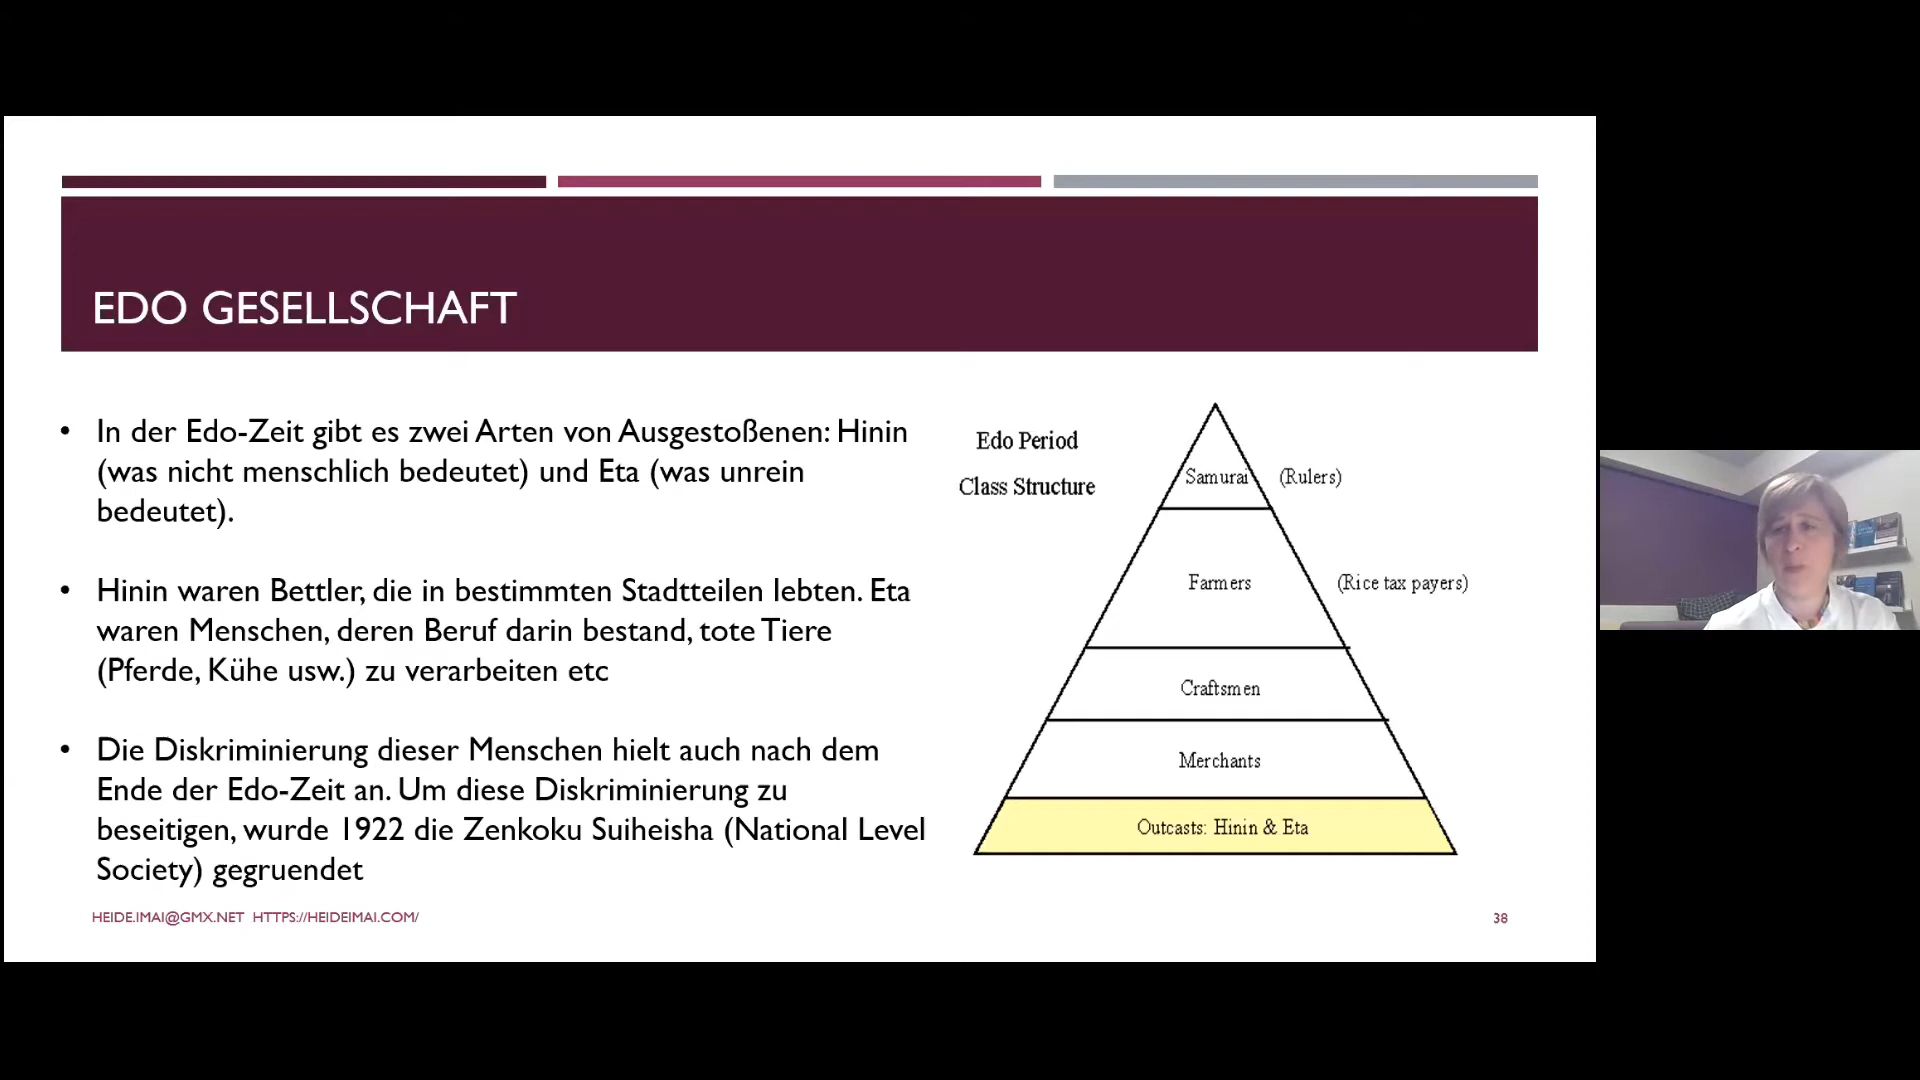 EDO GESELLSCHAFT
• In der Edo-Zeit gibt es zwei Arten von Ausgestoßenen: Hinin
(was nicht menschlich bedeutet) und Eta (was unrein
bedeutet).
• Hinin waren Bettler, die in bestimmten Stadtteilen lebten. Eta
waren Menschen, deren Beruf darin bestand, tote Tiere
(Pferde, Kühe usw.) zu verarbeiten etc
• Die Diskriminierung dieser Menschen hielt auch nach dem
Ende der Edo-Zeit an. Um diese Diskriminierung zu
beseitigen, wurde 1922 die Zenkoku Suiheisha (National Level
Society) gegruendet
Edo Period
Class Structure
Samurai (Rulers)
Farmers (Rice tax payers)
Craftsmen
Merchants
Outcasts: Hinin & Eta
HEIDE.IMAI@GMX.NET HTTPS://HEIDEIMAI.COM/
38